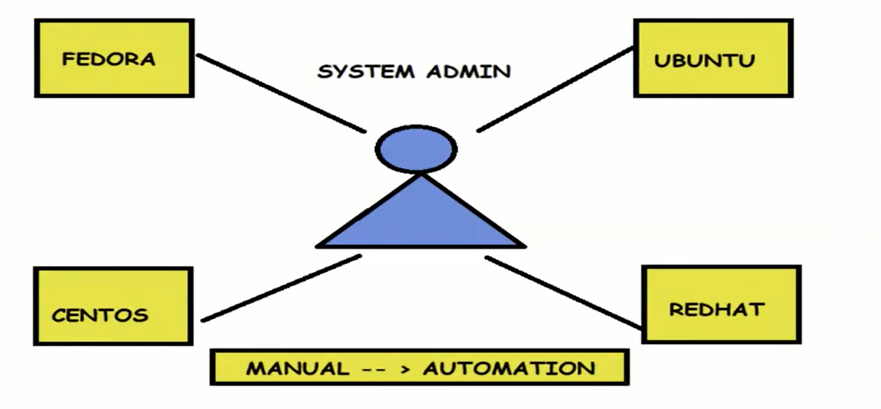 FEDORA
UBUNTU
SYSTEM ADMIN
CENTOS
REDHAT
MANUAL -- > AUTOMATION